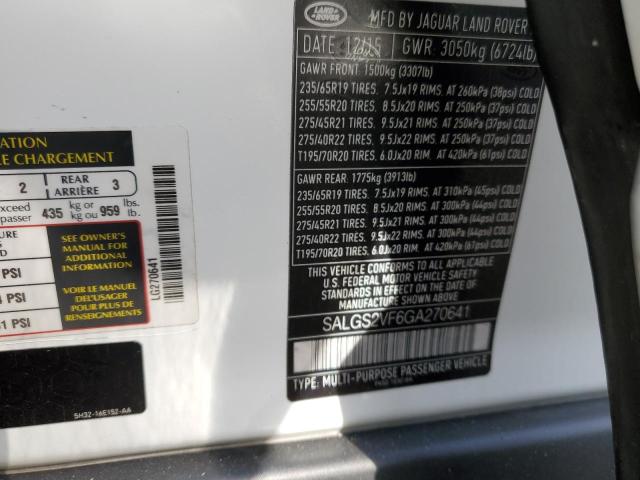 LAND ROVER
MFD BY JAGUAR LAND ROVER
DATE: 12/15 GWR: 3050kg (6724lb)
GAWR FRONT: 1500kg (3307lb)
235/65R19 TIRES, 7.5Jx19 RIMS, AT 260kPa (38psi) COLD
255/55R20 TIRES, 8.5Jx20 RIMS, AT 250kPa (37psi) COLD
275/45R21 TIRES, 9.5Jx21 RIMS, AT 250kPa (37psi) COLD
275/40R22 TIRES, 9.5Jx22 RIMS, AT 250kPa (37psi) COLD
T195/70R20 TIRES, 6.0Jx20 RIM, AT 420kPa (61psi) COLD
GAWR REAR: 1775kg (3913lb)
235/65R19 TIRES, 7.5Jx19 RIMS, AT 310kPa (45psi) COLD
255/55R20 TIRES, 8.5Jx20 RIMS, AT 300kPa (44psi) COLD
275/45R21 TIRES, 9.5Jx21 RIMS, AT 300kPa (44psi) COLD
275/40R22 TIRES, 9.5Jx22 RIMS, AT 300kPa (44psi) COLD
T195/70R20 TIRES, 6.0Jx20 RIM, AT 420kPa (61psi) COLD
THIS VEHICLE CONFORMS TO ALL APPLICABLE
U.S. FEDERAL MOTOR VEHICLE SAFETY
STANDARDS IN EFFECT ON THE DATE OF
MANUFACTURE SHOWN ABOVE
SALGS2VF6GA270641
TYPE: MULTI-PURPOSE PASSENGER VEHICLE
ATION
LE CHARGEMENT
2 REAR ARRIÈRE 3
exceed
passer 435 kg or kg ou 959 lbs. lb.
URE
S
D
SEE OWNER'S
MANUAL FOR
ADDITIONAL
INFORMATION
VOIR LE MANUEL
DE L'USAGER
POUR PLUS DE
RENSEIGNEMENTS
PSI
PSI
1 PSI
LG270641
5H32-16E152-AA